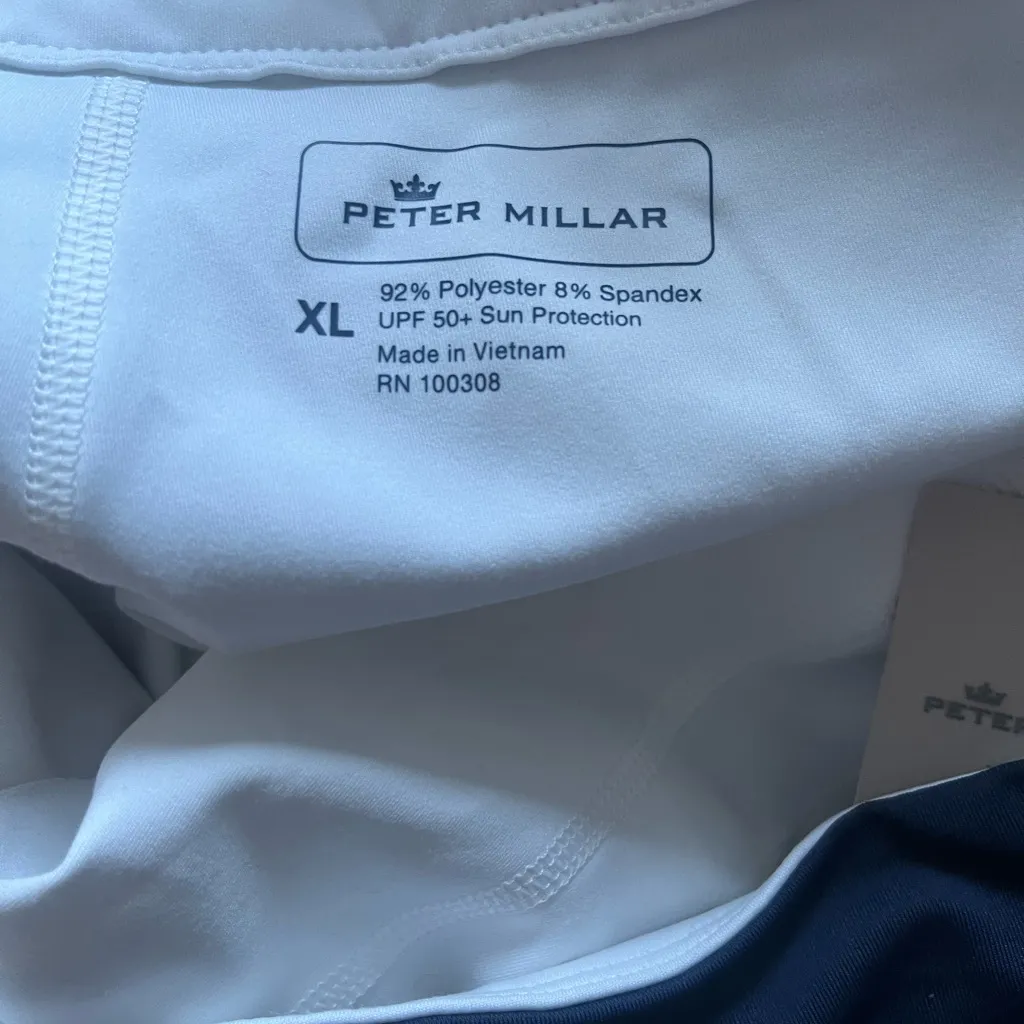 PETER MILLAR
XL
92% Polyester 8% Spandex
UPF 50+ Sun Protection
Made in Vietnam
RN 100308
PETER